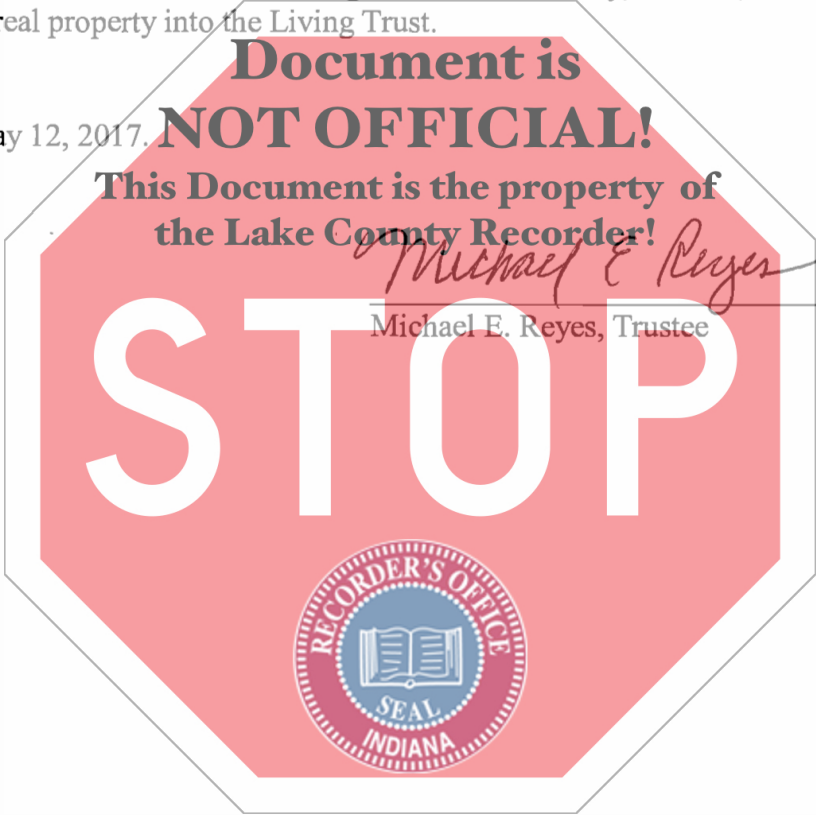 real property into the Living Trust.
Document is
ay 12, 2017.
NOT OFFICIAL!
This Document is the property of
the Lake County Recorder!
Michael E Reyes
Michael E. Reyes, Trustee
STOP
RECORDER'S OFFICE
SEAL
INDIANA